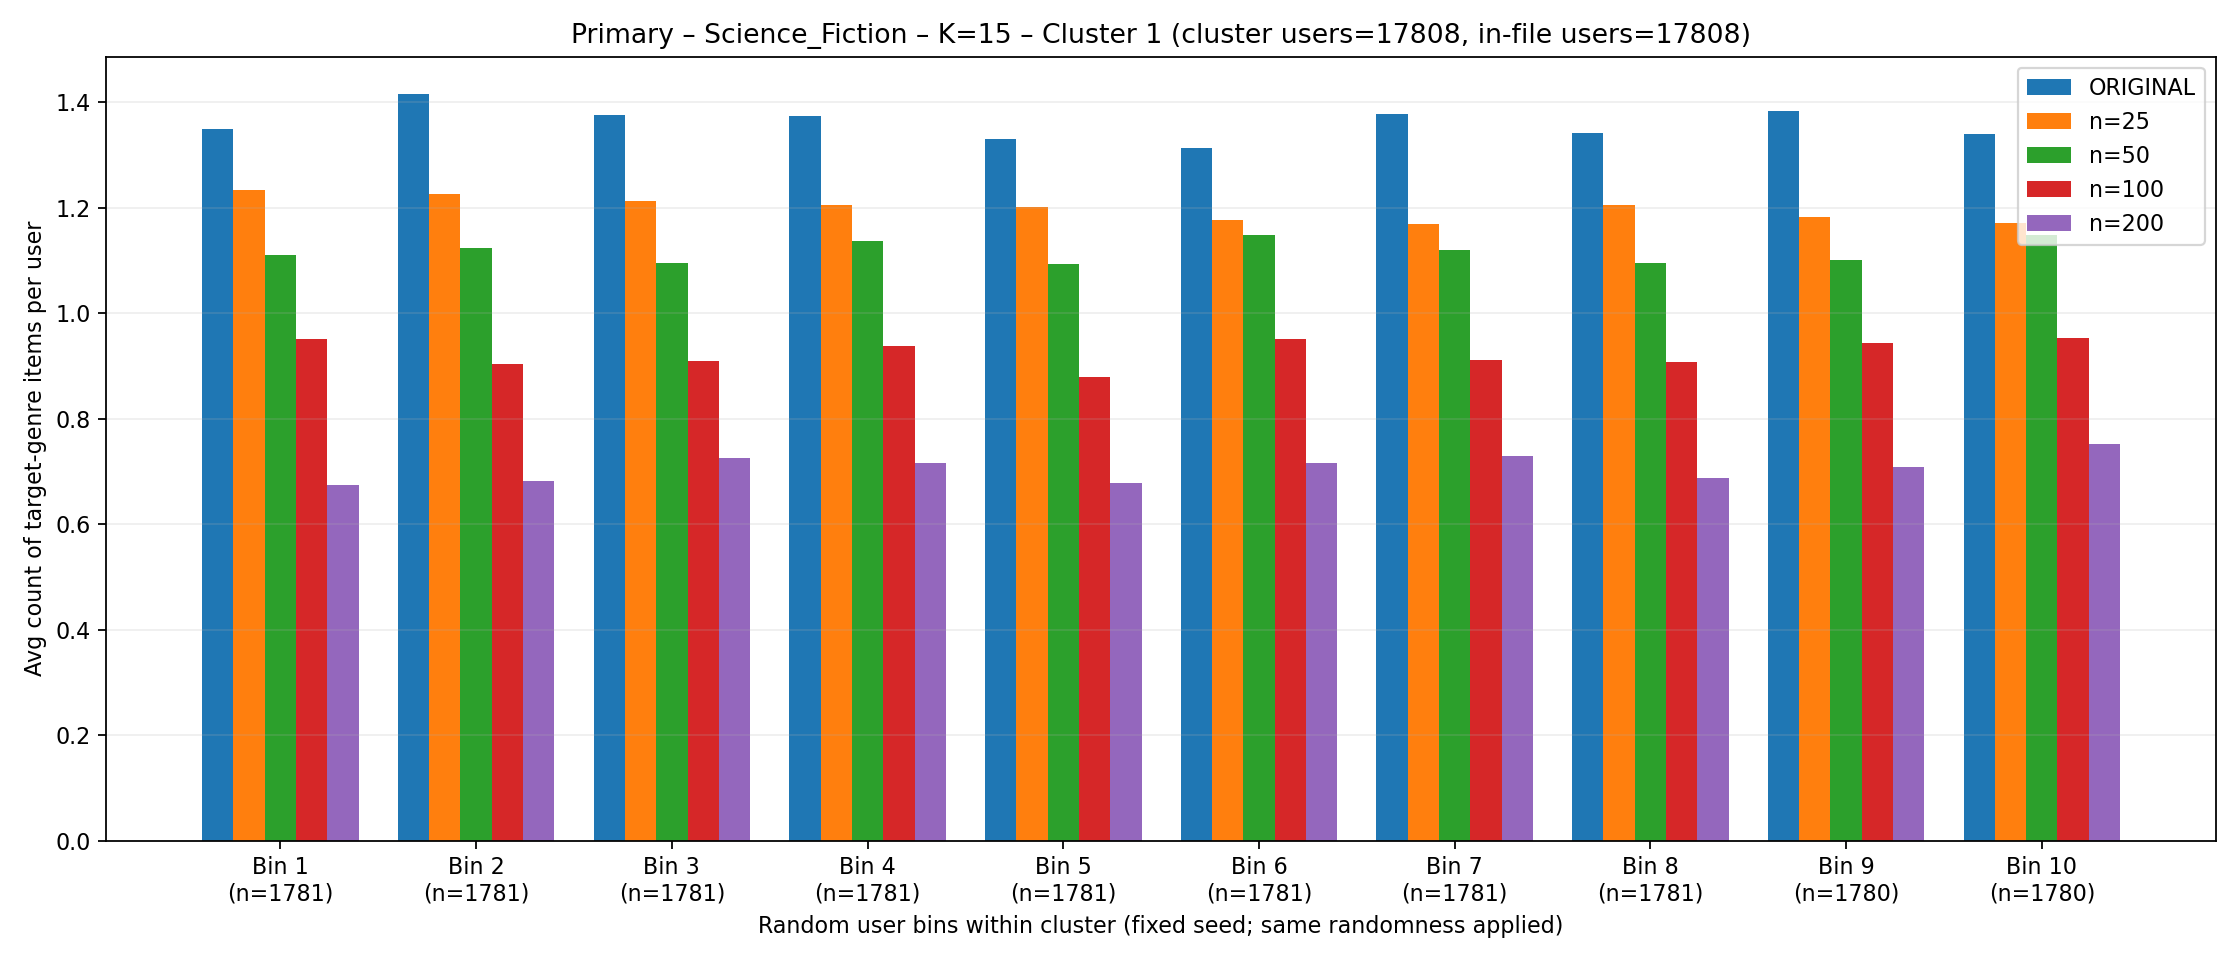 Primary – Science_Fiction – K=15 – Cluster 1 (cluster users=17808, in-file users=17808)
Avg count of target-genre items per user
1.4
1.2
1.0
0.8
0.6
0.4
0.2
0.0
ORIGINAL
n=25
n=50
n=100
n=200
Bin 1 Bin 2 Bin 3 Bin 4 Bin 5 Bin 6 Bin 7 Bin 8 Bin 9 Bin 10
(n=1781) (n=1781) (n=1781) (n=1781) (n=1781) (n=1781) (n=1781) (n=1781) (n=1780) (n=1780)
Random user bins within cluster (fixed seed; same randomness applied)